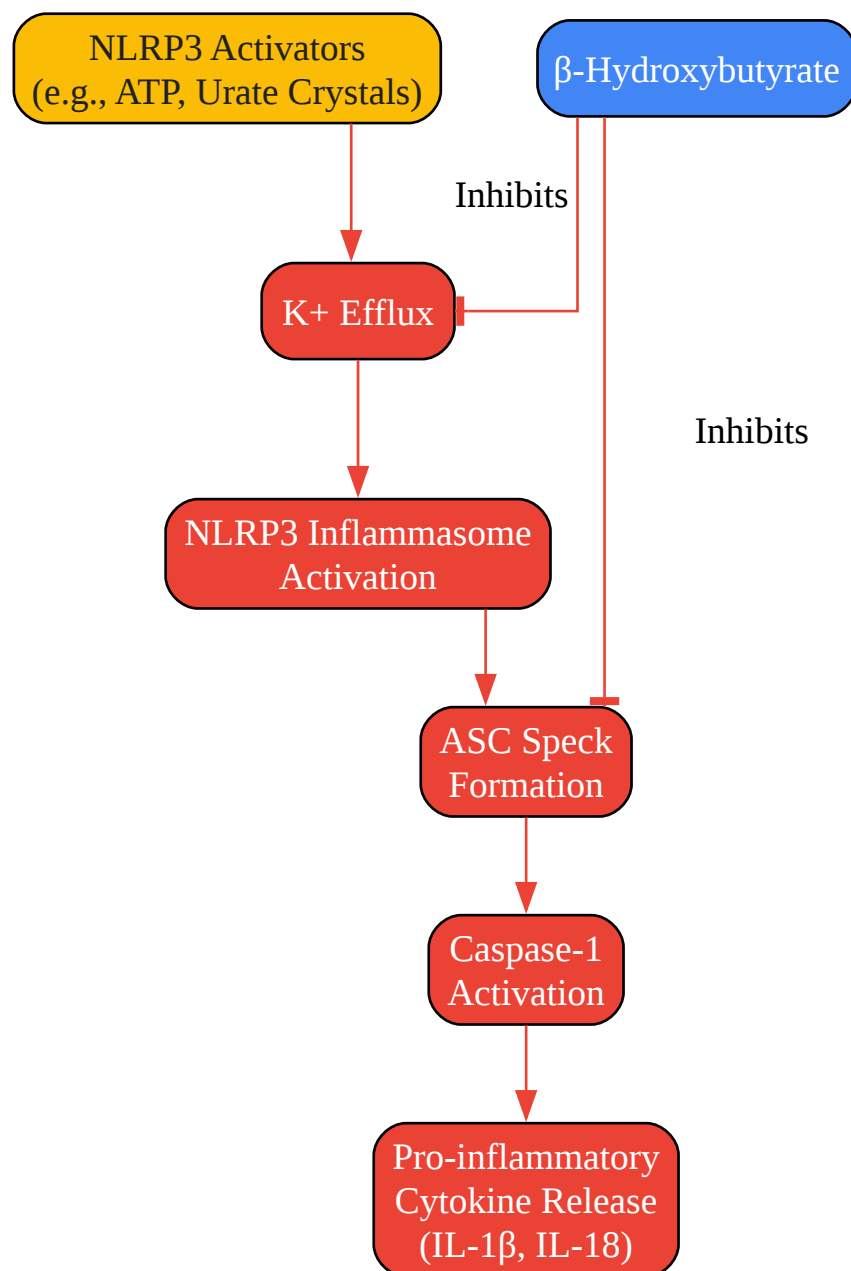 NLRP3 Activators
(e.g., ATP, Urate Crystals)
β-Hydroxybutyrate
Inhibits
K+ Efflux
Inhibits
NLRP3 Inflammasome
Activation
ASC Speck
Formation
Caspase-1
Activation
Pro-inflammatory
Cytokine Release
(IL-1β, IL-18)